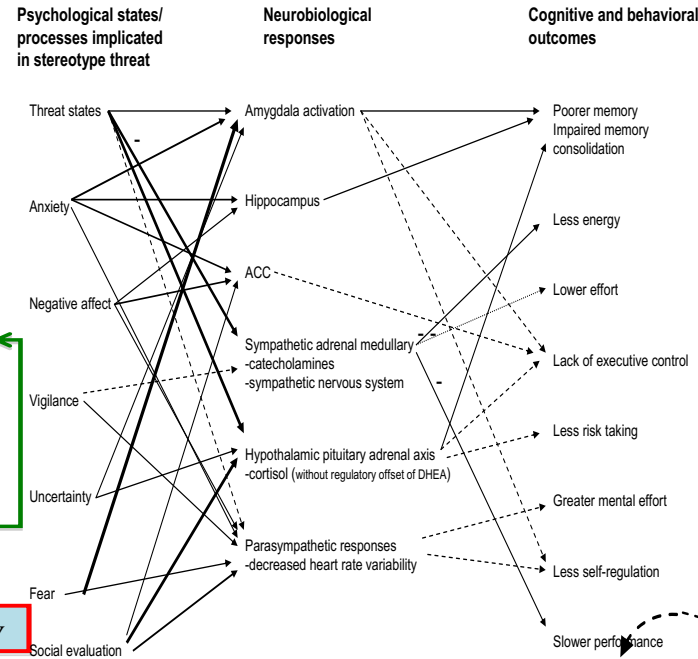 Psychological states/
processes implicated
in stereotype threat
Neurobiological
responses
Cognitive and behavioral
outcomes
Threat states
-
Anxiety
Negative affect
Vigilance
Uncertainty
Fear
y
Social evaluation
Amygdala activation
Hippocampus
ACC
Sympathetic adrenal medullary
-catecholamines
-sympathetic nervous system
Hypothalamic pituitary adrenal axis
-cortisol (without regulatory offset of DHEA)
Parasympathetic responses
-decreased heart rate variability
- -
-
Poorer memory
Impaired memory
consolidation
Less energy
Lower effort
Lack of executive control
Less risk taking
Greater mental effort
Less self-regulation
Slower performance